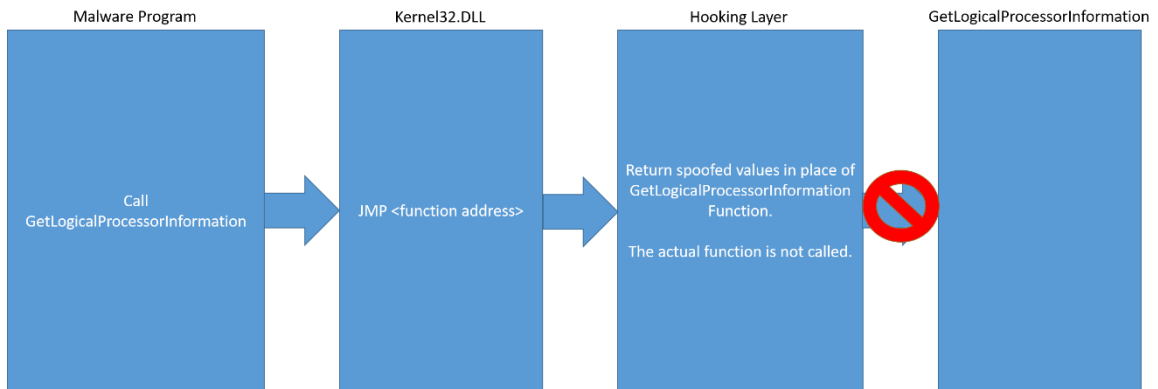 Malware Program
Kernel32.DLL
Hooking Layer
GetLogicalProcessorInformation
Call
GetLogicalProcessorInformation
JMP <function address>
Return spoofed values in place of
GetLogicalProcessorInformation
Function.
The actual function is not called.